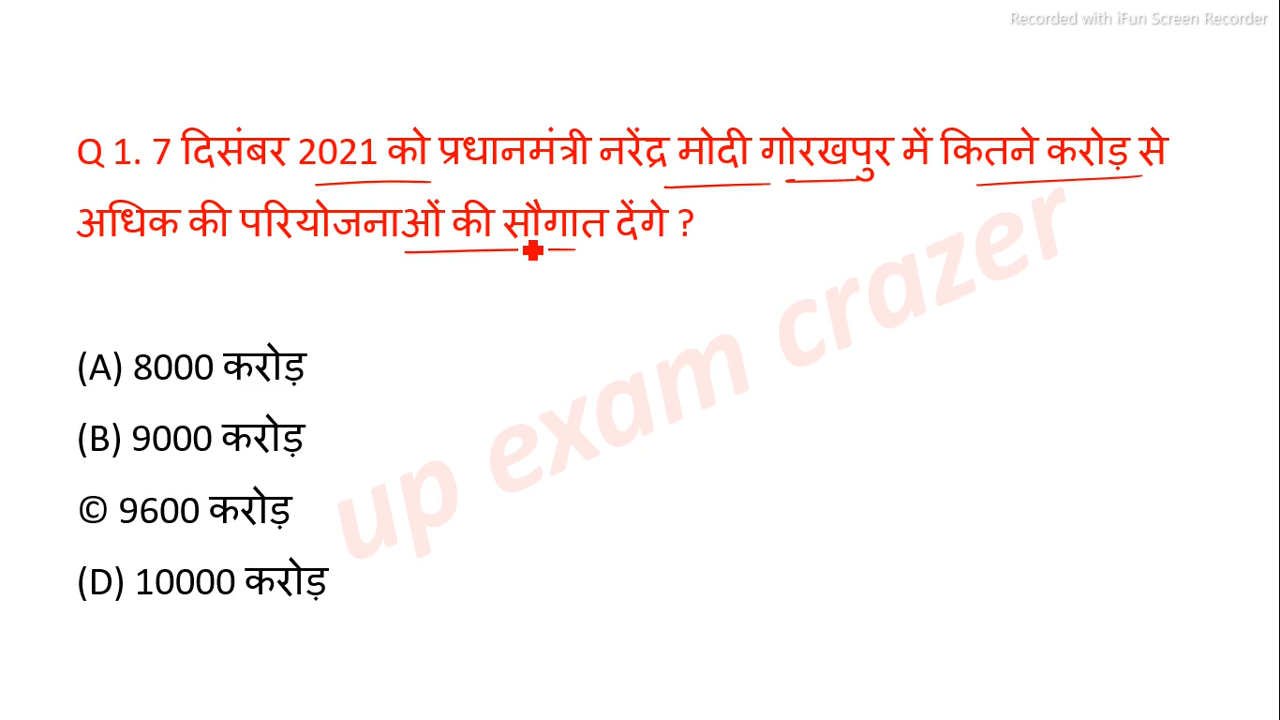 Recorded with iFun Screen Recorder
Q 1. 7 दिसंबर 2021 को प्रधानमंत्री नरेंद्र मोदी गोरखपुर में कितने करोड़ से
अधिक की परियोजनाओं की सौगात देंगे ?
(A) 8000 करोड़
(B) 9000 करोड़
© 9600 करोड़
(D) 10000 करोड़
up exam crazer